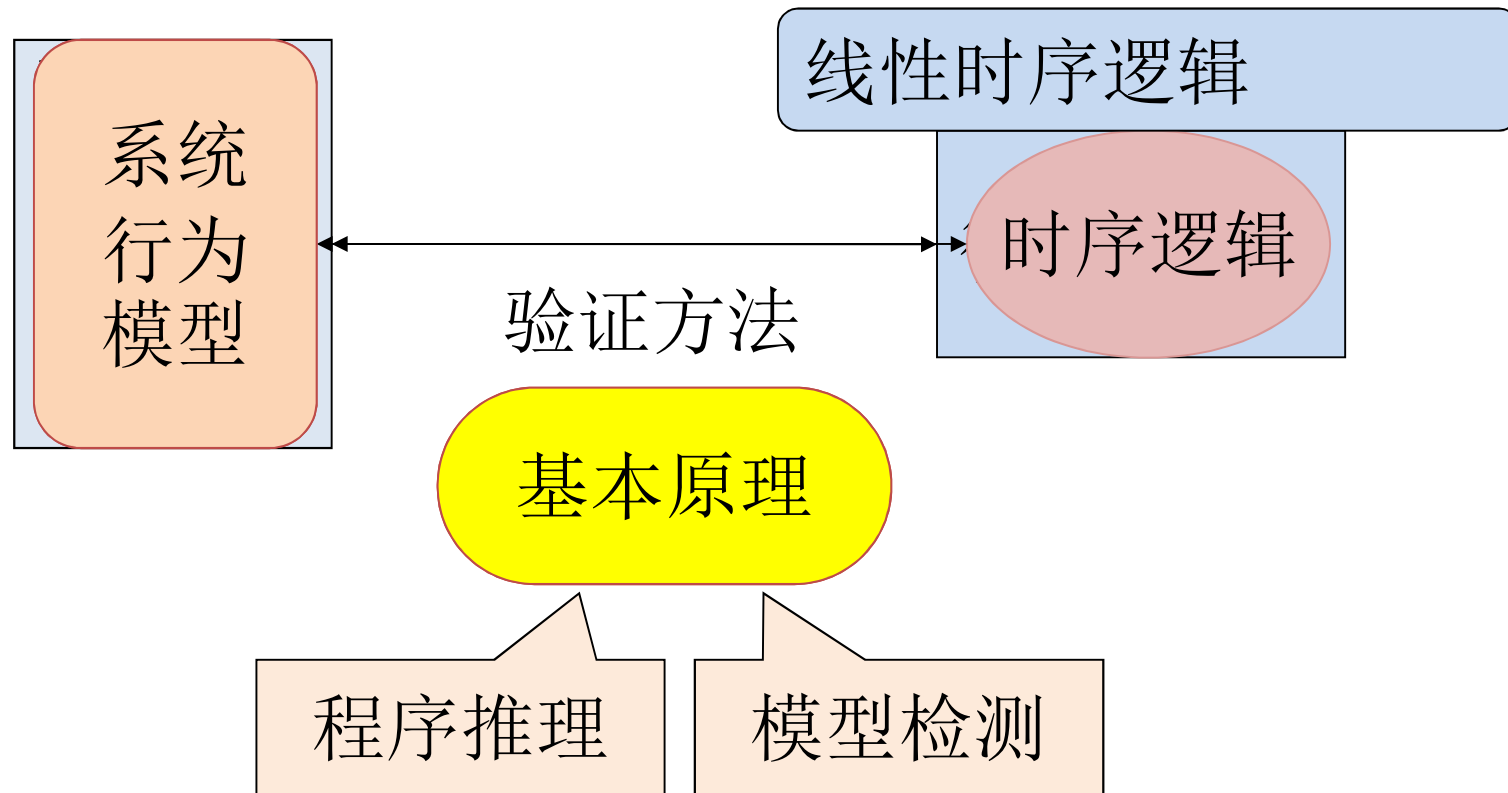 线性时序逻辑
系统
行为
模型
时序逻辑
验证方法
基本原理
程序推理
模型检测